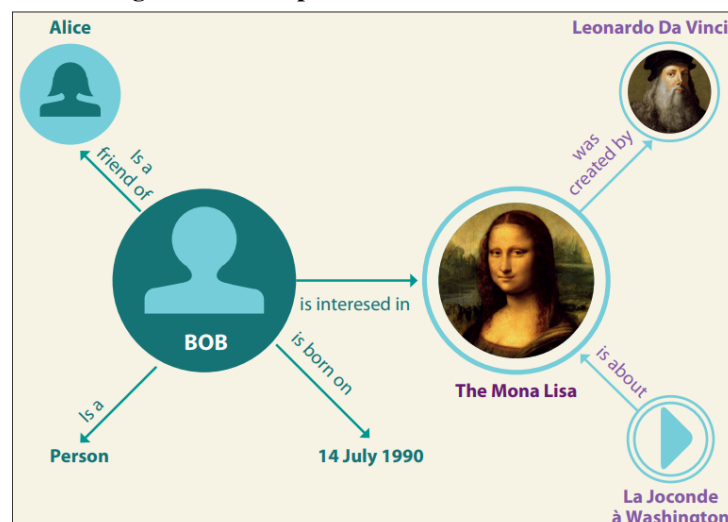 Alice
Leonardo Da Vinci
Is a
friend of
was
created by
is interesed in
BOB
is born on
is about
The Mona Lisa
Is a
Person
14 July 1990
La Joconde
à Washington